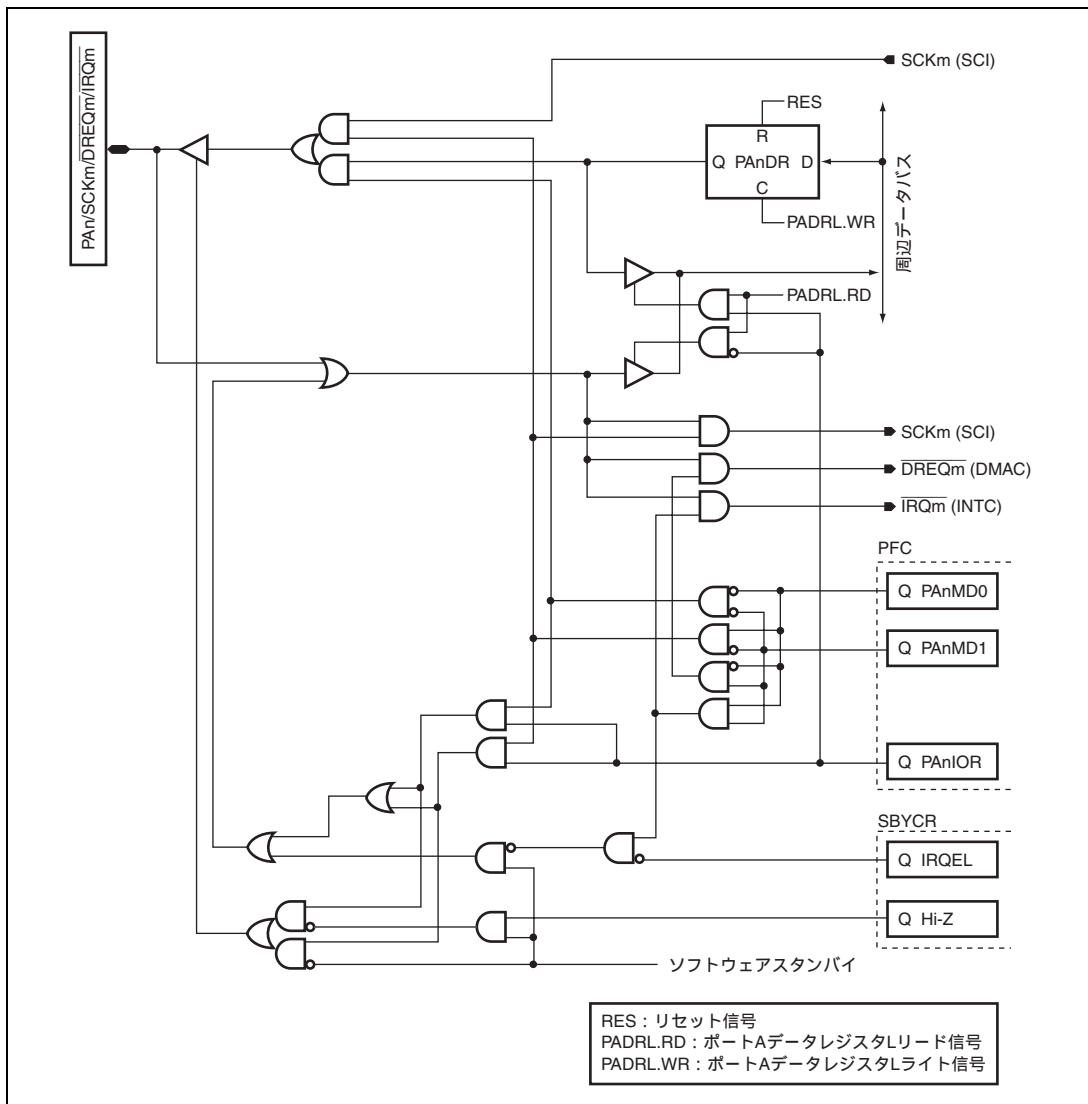 PAn/SCKm/D̅R̅E̅Q̅m̅/I̅R̅Q̅m̅
SCKm (SCI)
RES
R
Q PAnDR D
C
PADRL.WR
周辺データバス
PADRL.RD
SCKm (SCI)
D̅R̅E̅Q̅m̅ (DMAC)
I̅R̅Q̅m̅ (INTC)
PFC
Q PAnMD0
Q PAnMD1
Q PAnIOR
SBYCR
Q IRQEL
Q Hi-Z
ソフトウェアスタンバイ
RES：リセット信号
PADRL.RD：ポートAデータレジスタLリード信号
PADRL.WR：ポートAデータレジスタLライト信号